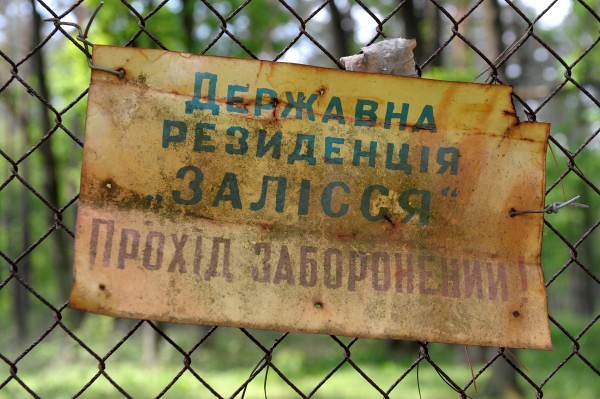 ДЕРЖАВНА
РЕЗИДЕНЦІЯ
„ЗАЛІССЯ“
ПРОХІД ЗАБОРОНЕНИЙ!